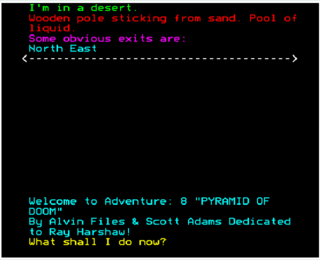 I'm in a desert.
Wooden pole sticking from sand. Pool of
liquid
Some obvious exits are:
North East
<----------------------------------->
Welcome to Adventure: 8 "PYRAMID OF
DOOM"
By Alvin Files & Scott Adams Dedicated
to Ray Harshaw!
What shall I do now?